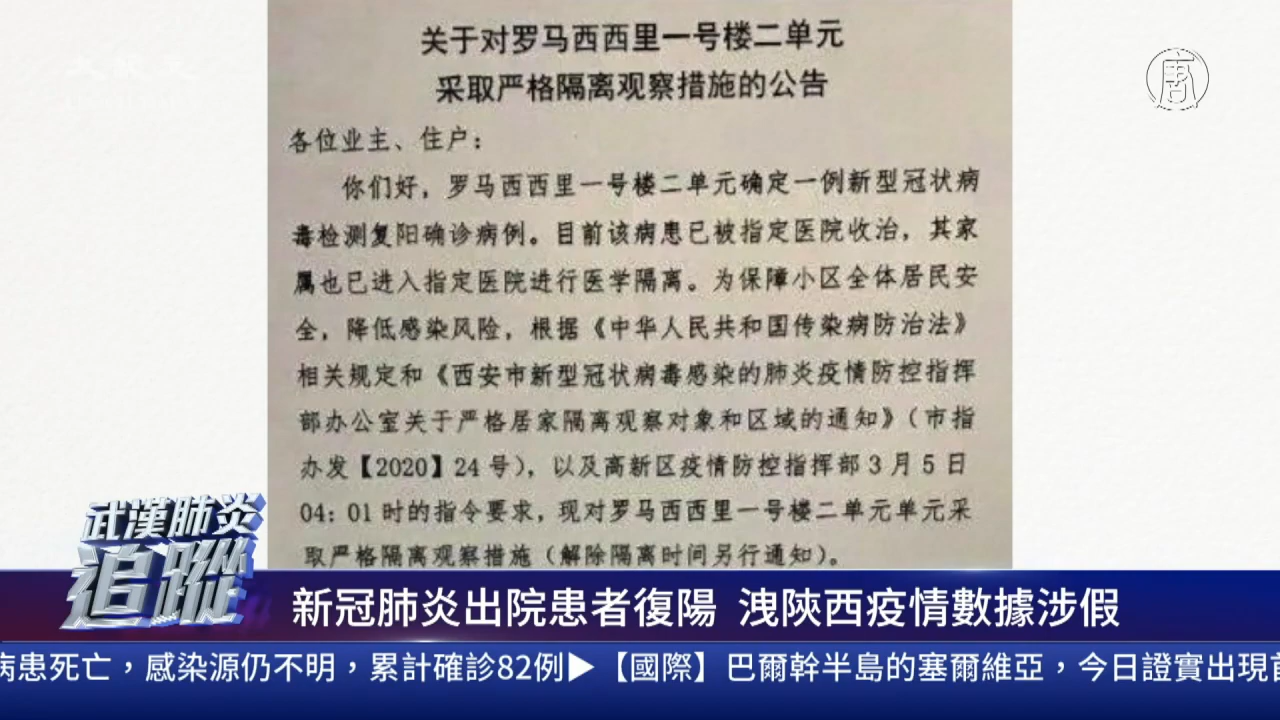 关于对罗马西西里一号楼二单元
采取严格隔离观察措施的公告
唐
各位业主、住户：
你们好，罗马西西里一号楼二单元确定一例新型冠状病
毒检测复阳确诊病例。目前该病患已被指定医院收治，其家
属也已进入指定医院进行医学隔离。为保障小区全体居民安
全，降低感染风险，根据《中华人民共和国传染病防治法》
相关规定和《西安市新型冠状病毒感染的肺炎疫情防控指挥
部办公室关于严格居家隔离观察对象和区域的通知》（市指
办发【2020】24号），以及高新区疫情防控指挥部3月5日
04：01时的指令要求，现对罗马西西里一号楼二单元单元采
取严格隔离观察措施（解除隔离时间另行通知）。
武漢肺炎
追蹤
新冠肺炎出院患者復陽 洩陝西疫情數據涉假
病患死亡，感染源仍不明，累計確診82例▶【國際】巴爾幹半島的塞爾維亞，今日證實出現首